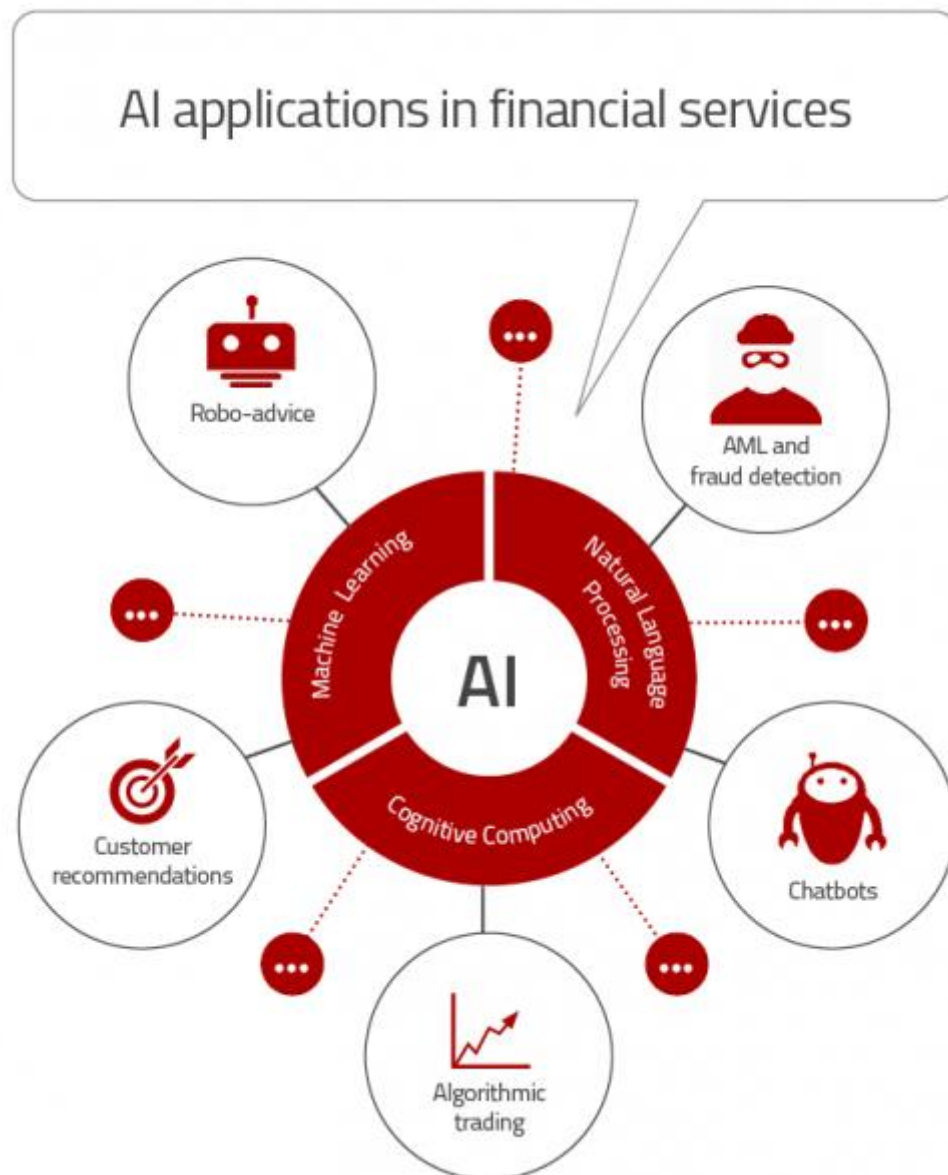 AI applications in financial services
Robo-advice
AML and
fraud detection
Machine Learning
Natural Language
Processing
AI
Cognitive Computing
Customer
recommendations
Chatbots
Algorithmic
trading